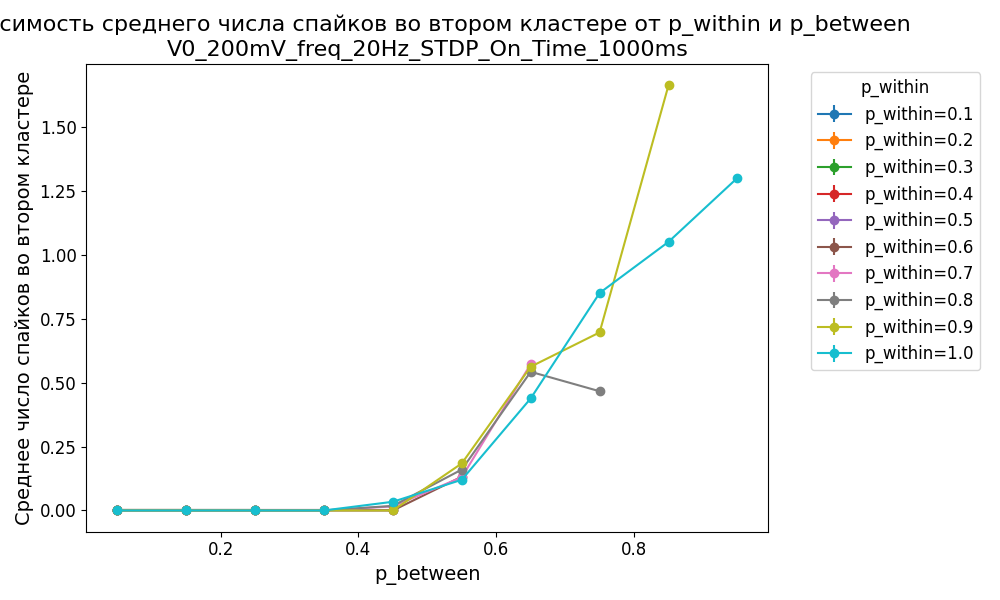 симость среднего числа спайков во втором кластере от p_within и p_between
V0_200mV_freq_20Hz_STDP_On_Time_1000ms
Среднее число спайков во втором кластере
1.50
1.25
1.00
0.75
0.50
0.25
0.00
0.2
0.4
0.6
0.8
p_between
p_within
p_within=0.1
p_within=0.2
p_within=0.3
p_within=0.4
p_within=0.5
p_within=0.6
p_within=0.7
p_within=0.8
p_within=0.9
p_within=1.0